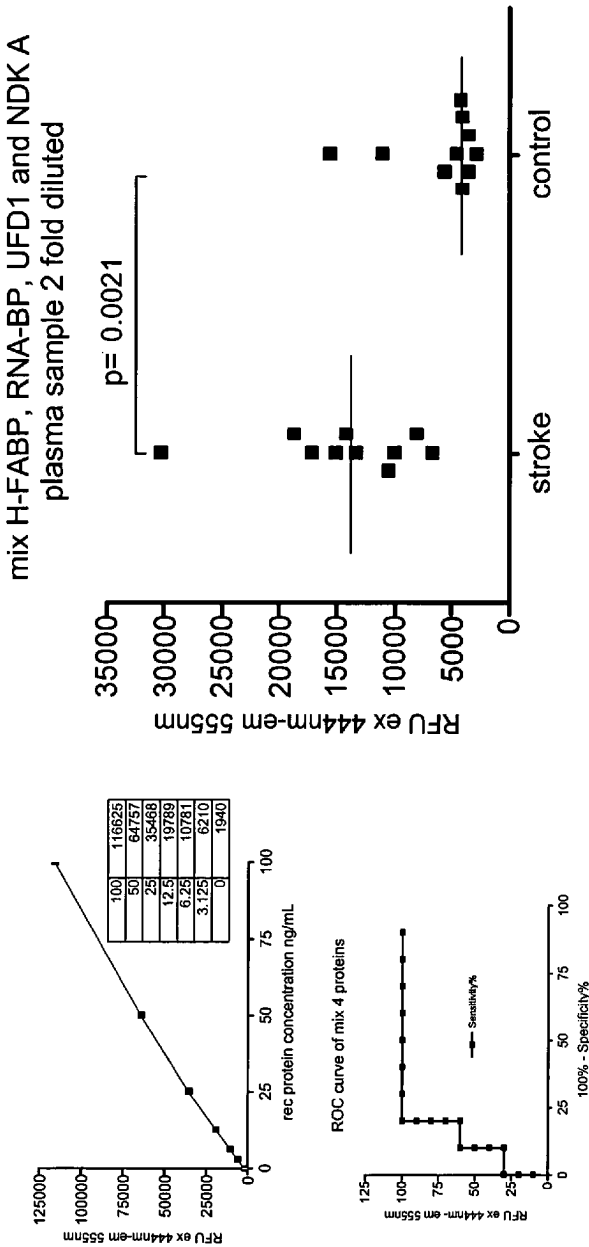 mix H-FABP, RNA-BP, UFD1 and NDK A
plasma sample 2 fold diluted
p= 0.0021
35000
30000
25000
20000
15000
10000
5000
0
RFU ex 444nm-em 555nm
stroke
control
125000
100000
75000
50000
25000
0
RFU ex 444nm-em 555nm
100 116625
50 64757
25 35468
12.5 19789
6.25 10781
3.125 6210
0 1940
0 25 50 75 100
rec protein concentration ng/mL
ROC curve of mix 4 proteins
125
100
75
50
25
0
RFU ex 444nm-em 555nm
Sensitivity%
0 25 50 75 100
100% - Specificity%